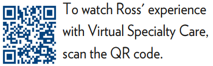 To watch Ross' experience
with Virtual Specialty Care,
scan the QR code.